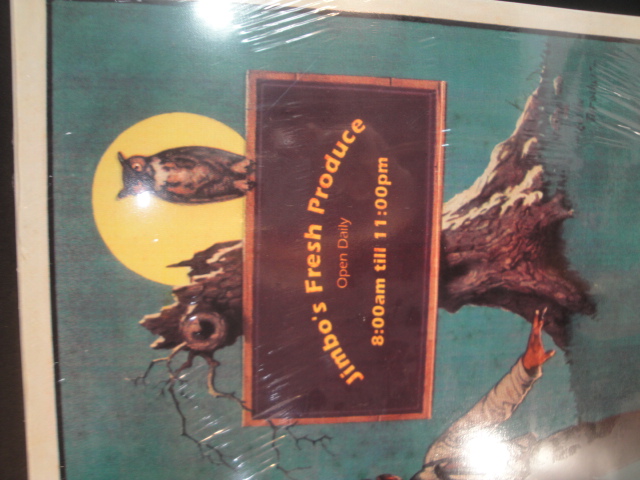 Jimbo's Fresh Produce
Open Daily
8:00am till 11:00pm